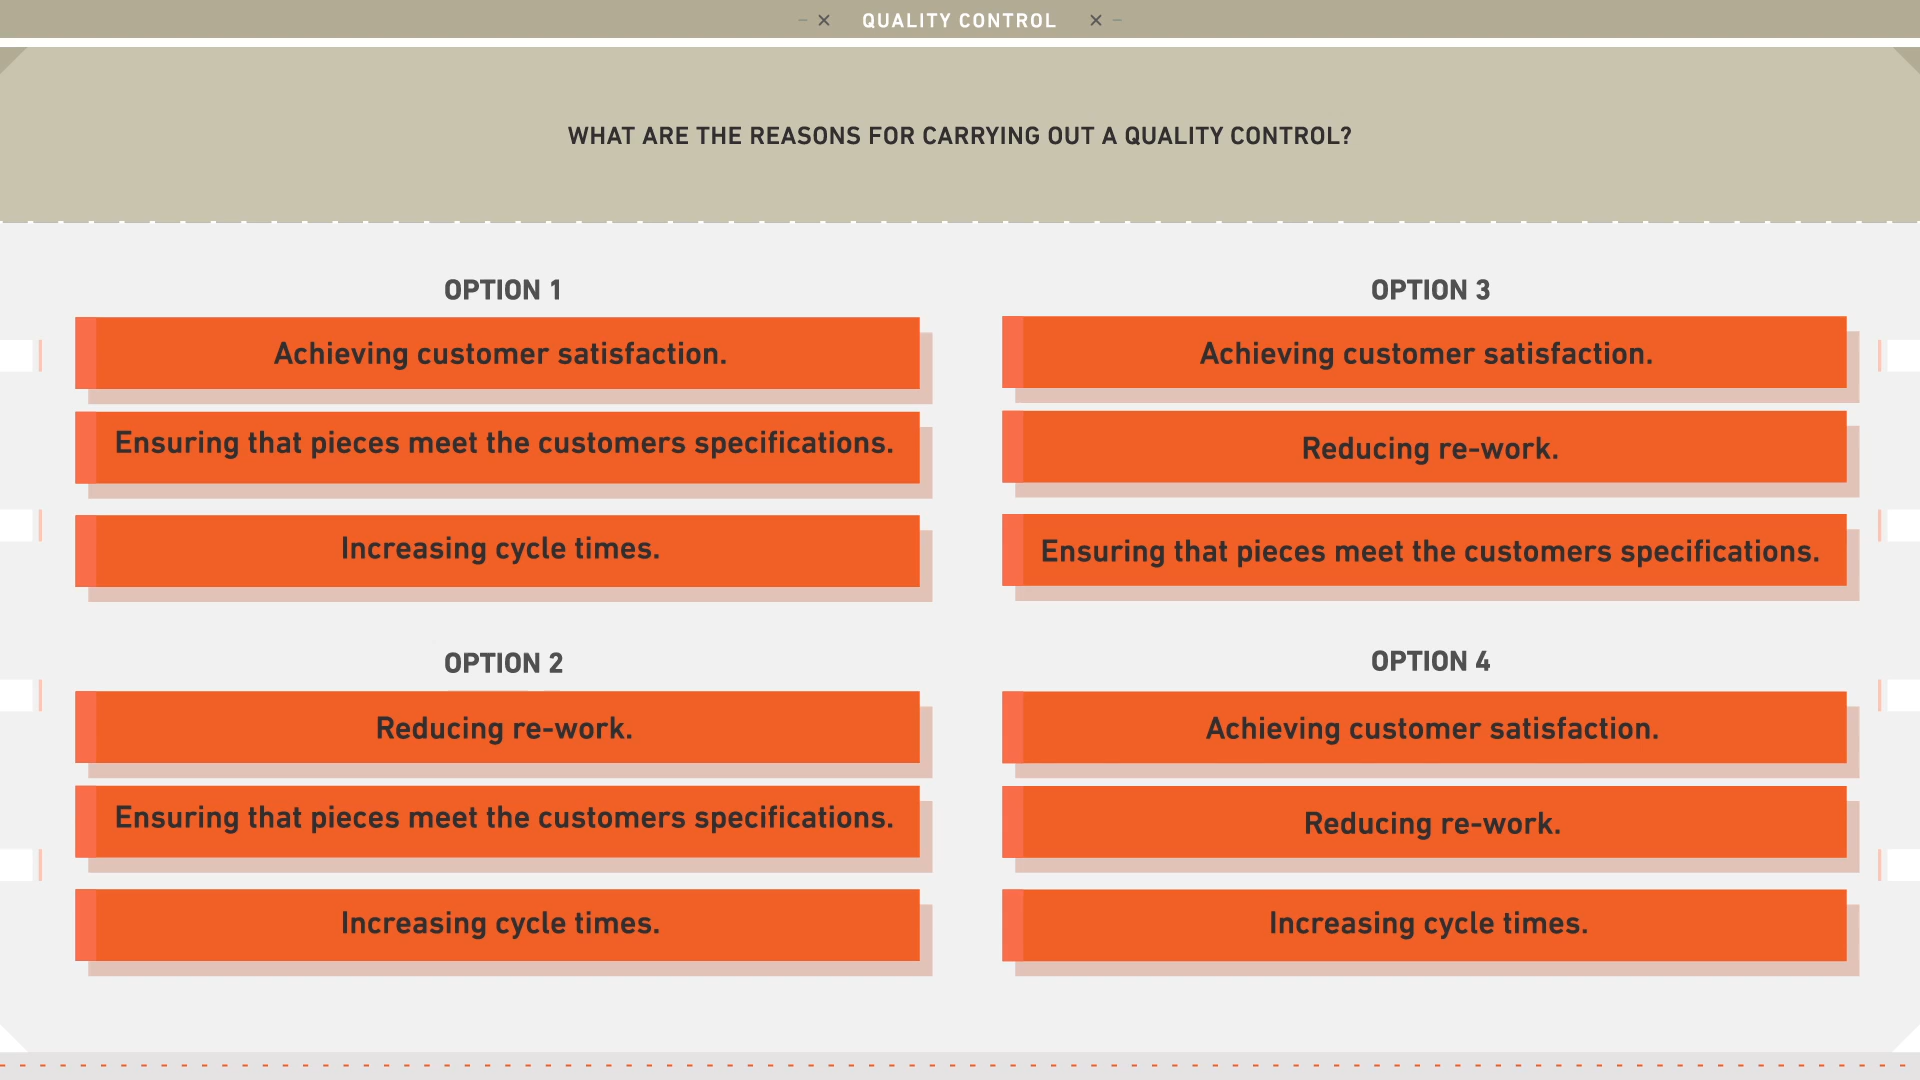 QUALITY CONTROL
WHAT ARE THE REASONS FOR CARRYING OUT A QUALITY CONTROL?
OPTION 1
Achieving customer satisfaction.
Ensuring that pieces meet the customers specifications.
Increasing cycle times.
OPTION 2
Reducing re-work.
Ensuring that pieces meet the customers specifications.
Increasing cycle times.
OPTION 3
Achieving customer satisfaction.
Reducing re-work.
Ensuring that pieces meet the customers specifications.
OPTION 4
Achieving customer satisfaction.
Reducing re-work.
Increasing cycle times.